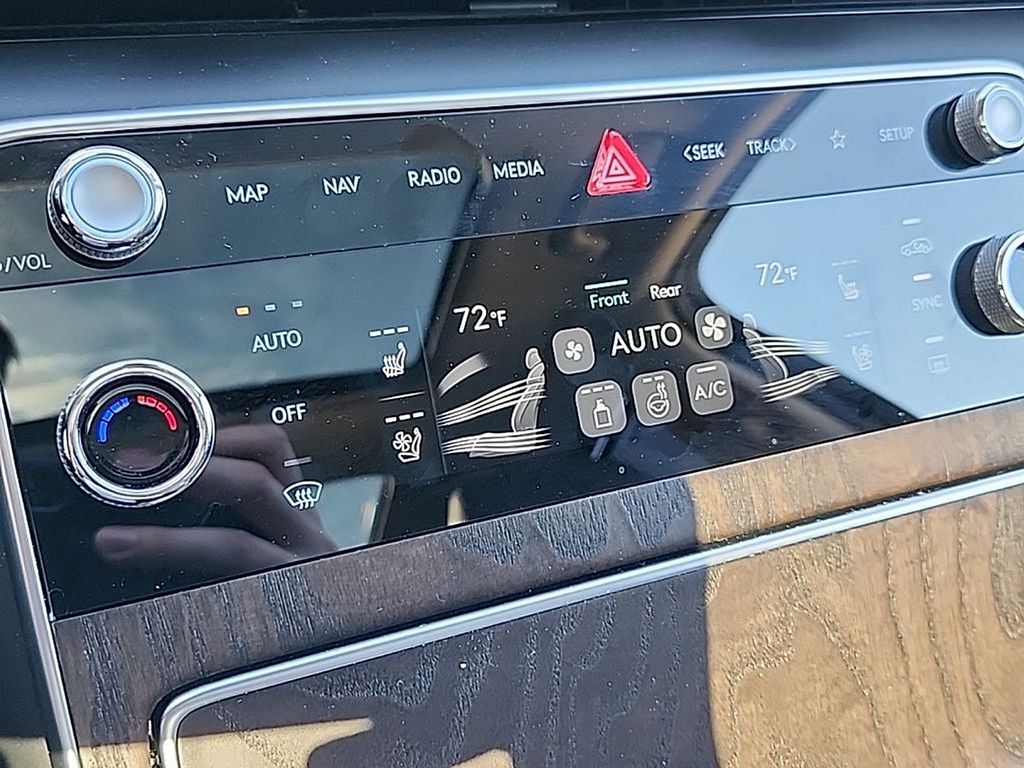 MAP NAV RADIO MEDIA <SEEK TRACK> SETUP
/VOL
72°F Front Rear 72°F
AUTO AUTO SYNC
OFF A/C